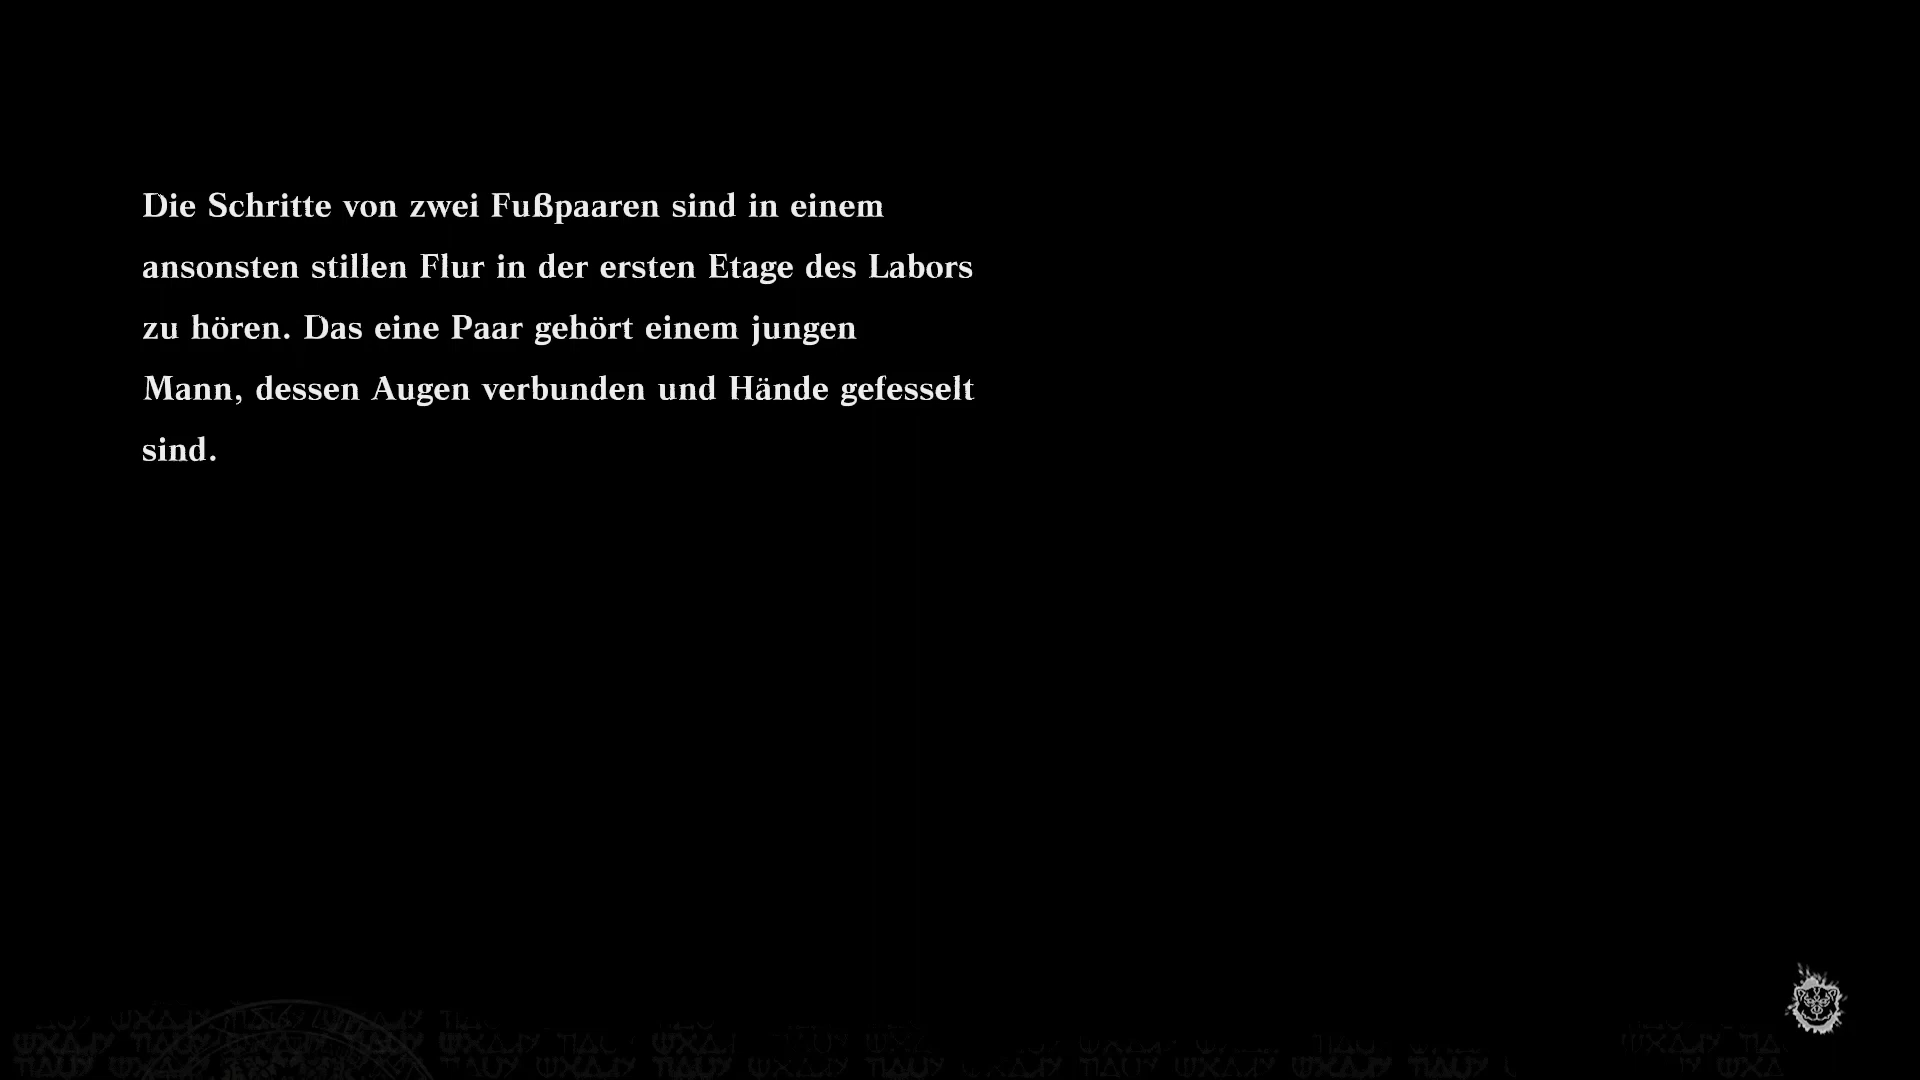 Die Schritte von zwei Fußpaaren sind in einem
ansonsten stillen Flur in der ersten Etage des Labors
zu hören. Das eine Paar gehört einem jungen
Mann, dessen Augen verbunden und Hände gefesselt
sind.